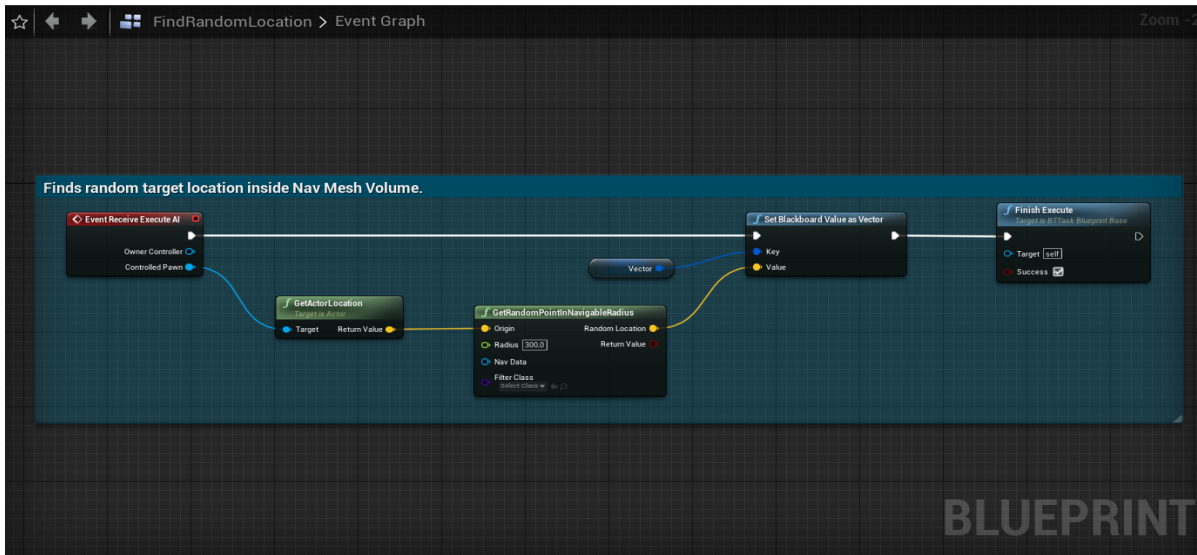 FindRandomLocation > Event Graph
Zoom -2
Finds random target location inside Nav Mesh Volume.
Event Receive Execute AI
Owner Controller
Controlled Pawn
GetActorLocation
Target is Actor
Target Return Value
GetRandomPointInNavigableRadius
Origin Random Location
Radius 300,0 Return Value
Nav Data
Filter Class
Select Class
Vector
Set Blackboard Value as Vector
Key
Value
Finish Execute
Target is BTTask Blueprint Base
Target self
Success
BLUEPRINT